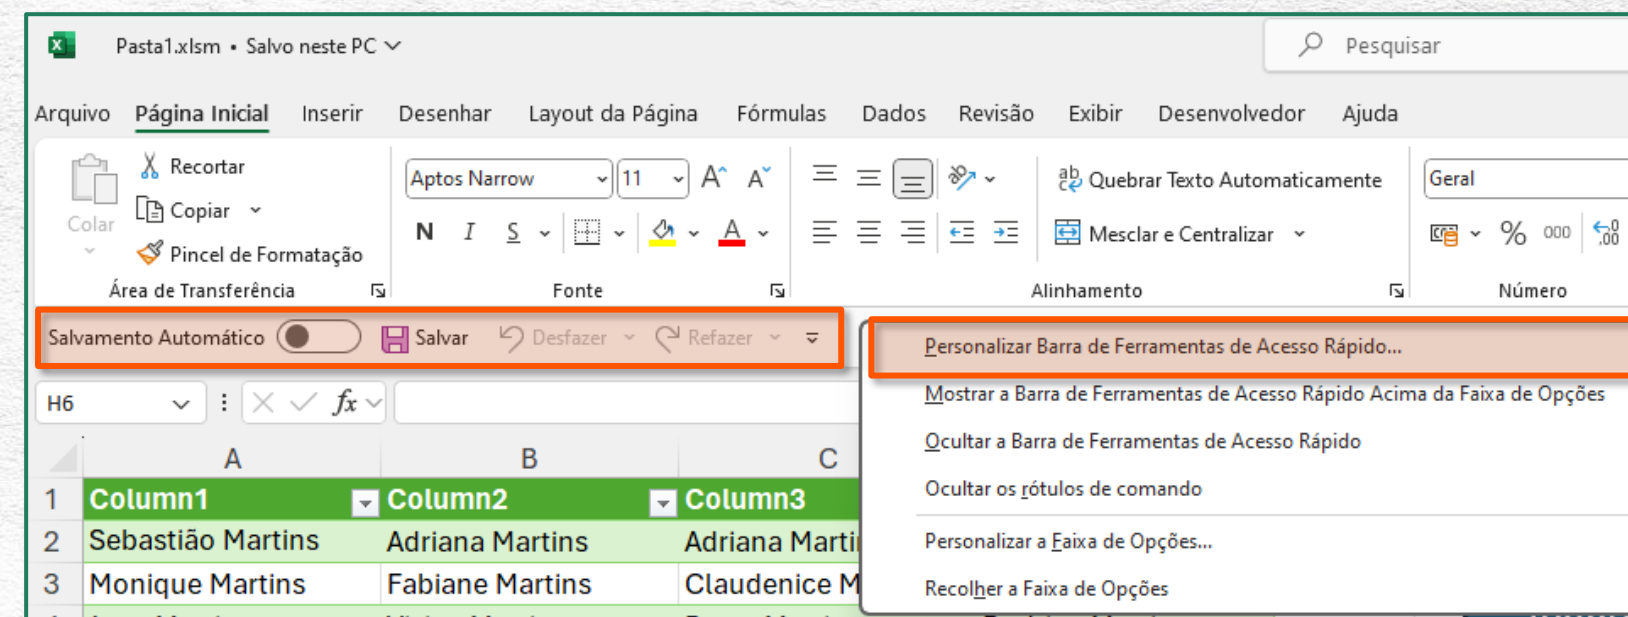 Pasta1.xlsm • Salvo neste PC
Pesquisar
Arquivo Página Inicial Inserir Desenhar Layout da Página Fórmulas Dados Revisão Exibir Desenvolvedor Ajuda
Colar
Recortar
Copiar
Pincel de Formatação
Área de Transferência
Aptos Narrow 11 A A
N I S A
Fonte
ab Quebrar Texto Automaticamente
Mesclar e Centralizar
Alinhamento
Geral
% 000
Número
Salvamento Automático Salvar Desfazer Refazer
Personalizar Barra de Ferramentas de Acesso Rápido...
Mostrar a Barra de Ferramentas de Acesso Rápido Acima da Faixa de Opções
Ocultar a Barra de Ferramentas de Acesso Rápido
Ocultar os rótulos de comando
Personalizar a Faixa de Opções...
Recolher a Faixa de Opções
H6 fx
A B C
1 Column1 Column2 Column3
2 Sebastião Martins Adriana Martins Adriana
3 Monique Martins Fabiane Martins Claudenice M